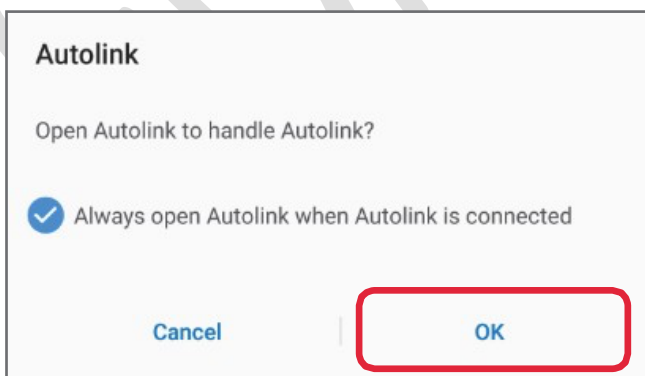 Autolink
Open Autolink to handle Autolink?
Always open Autolink when Autolink is connected
Cancel
OK